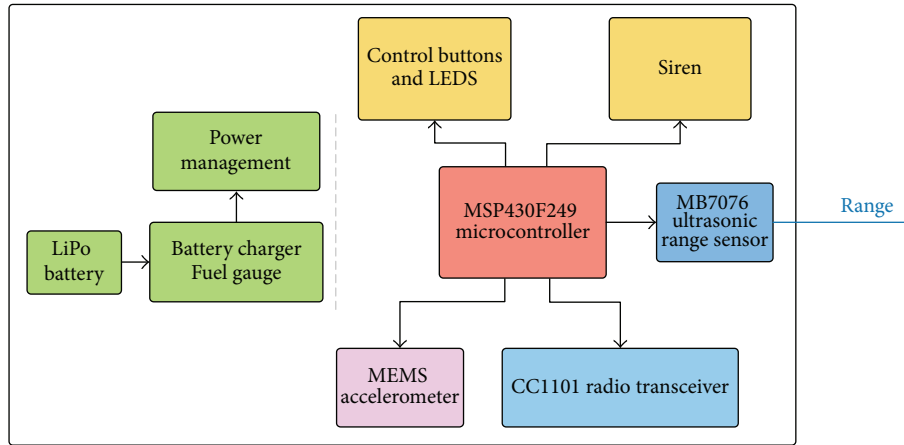 Control buttons
and LEDS
Siren
Power
management
MSP430F249
microcontroller
MB7076
ultrasonic
range sensor
Range
LiPo
battery
Battery charger
Fuel gauge
MEMS
accelerometer
CC1101 radio transceiver